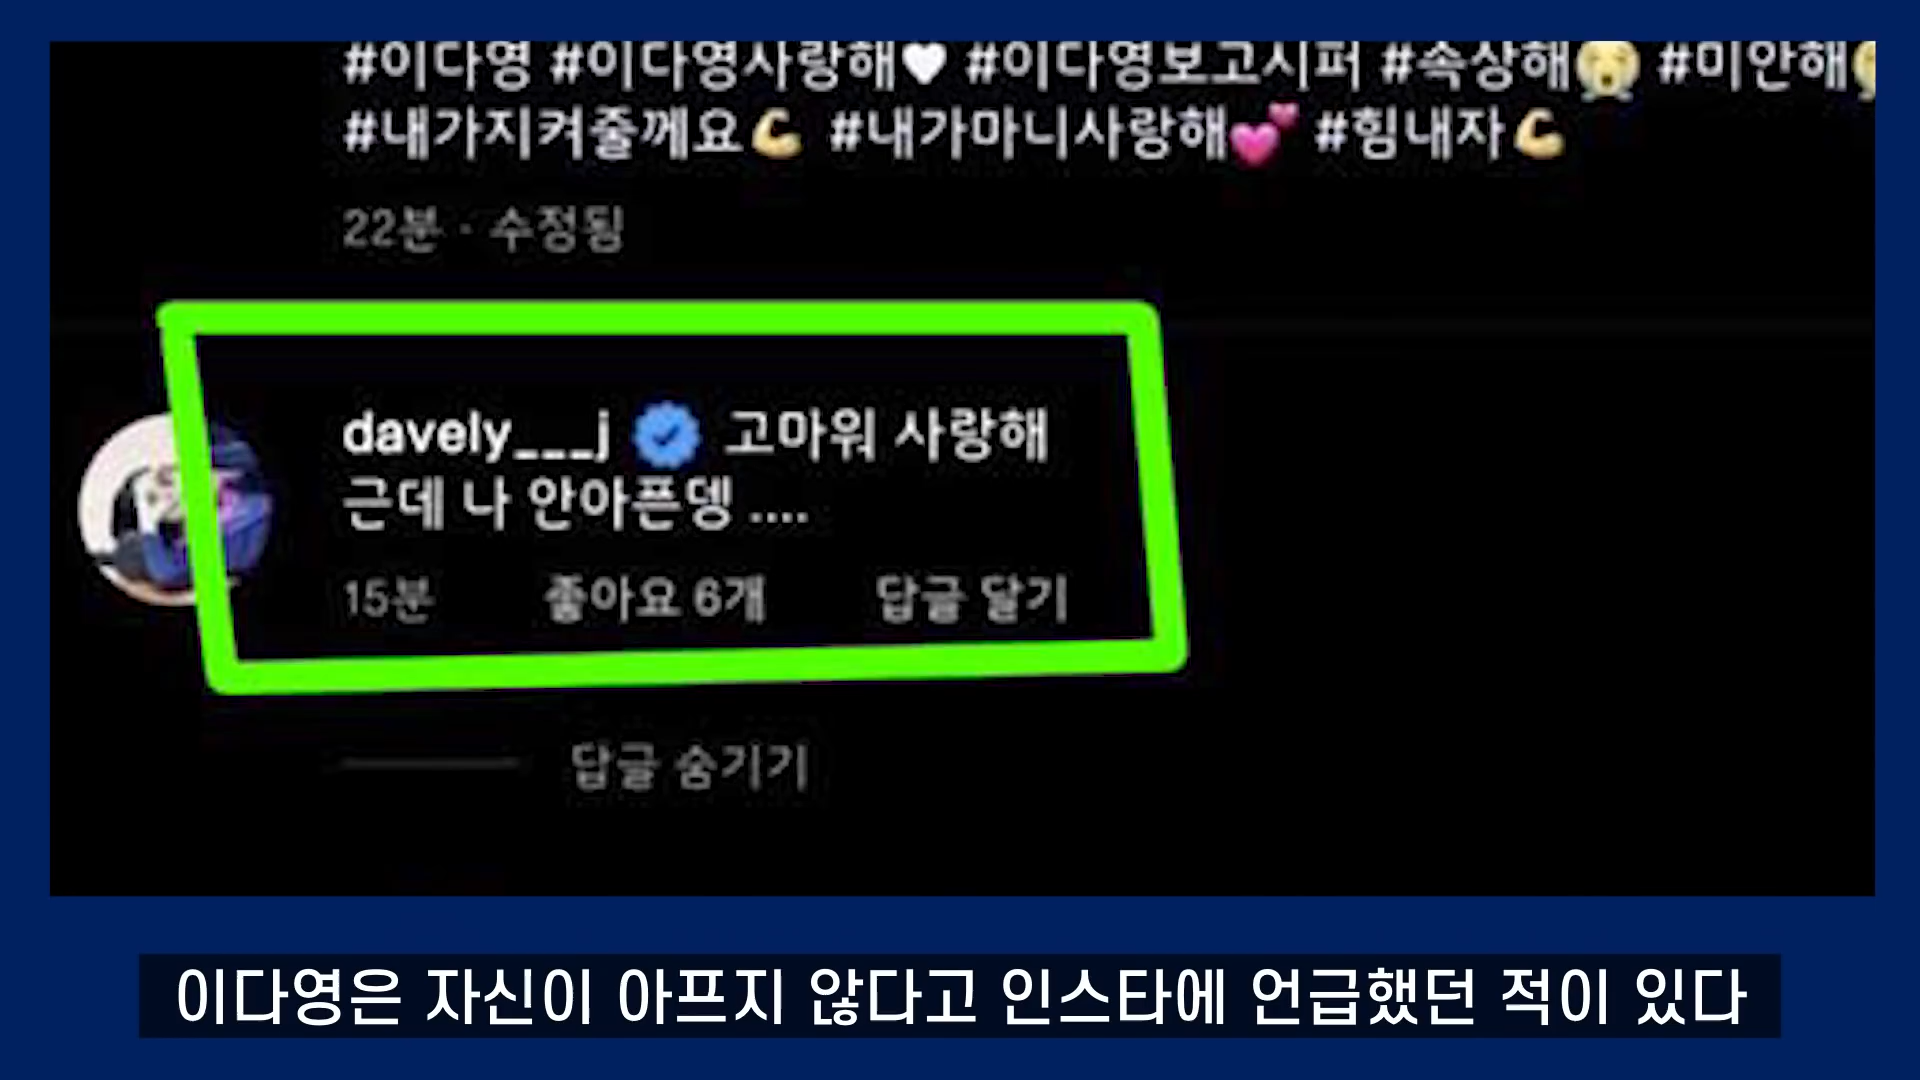 #이다영 #이다영사랑해🤍 #이다영보고시퍼 #속상해😭 #미안해
#내가지켜줄께요💪 #내가마니사랑해💕 #힘내자💪
22분 · 수정됨
davely___j 고마워 사랑해
근데 나 안아픈뎅 ....
15분 좋아요 6개 답글 달기
답글 숨기기
이다영은 자신이 아프지 않다고 인스타에 언급했던 적이 있다